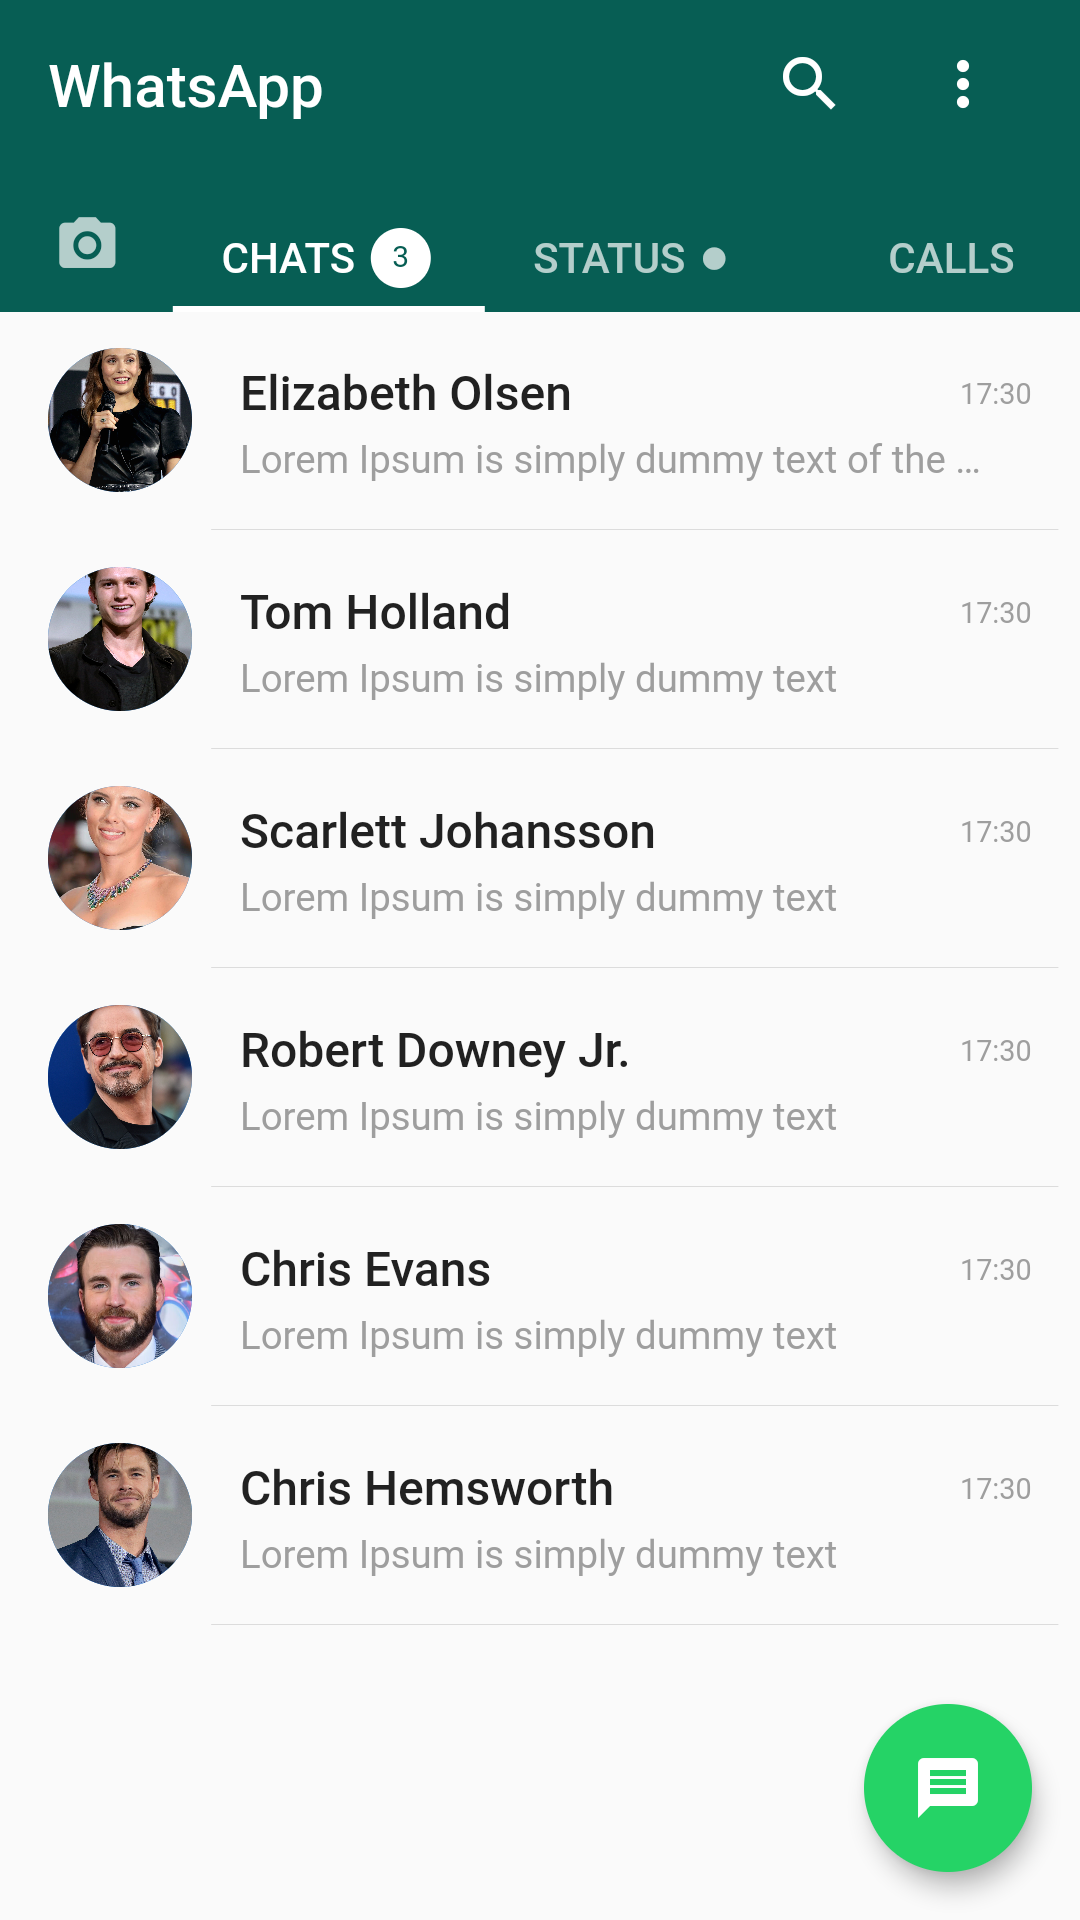 WhatsApp
CHATS 3 STATUS CALLS
Elizabeth Olsen 17:30
Lorem Ipsum is simply dummy text of the ...
Tom Holland 17:30
Lorem Ipsum is simply dummy text
Scarlett Johansson 17:30
Lorem Ipsum is simply dummy text
Robert Downey Jr. 17:30
Lorem Ipsum is simply dummy text
Chris Evans 17:30
Lorem Ipsum is simply dummy text
Chris Hemsworth 17:30
Lorem Ipsum is simply dummy text